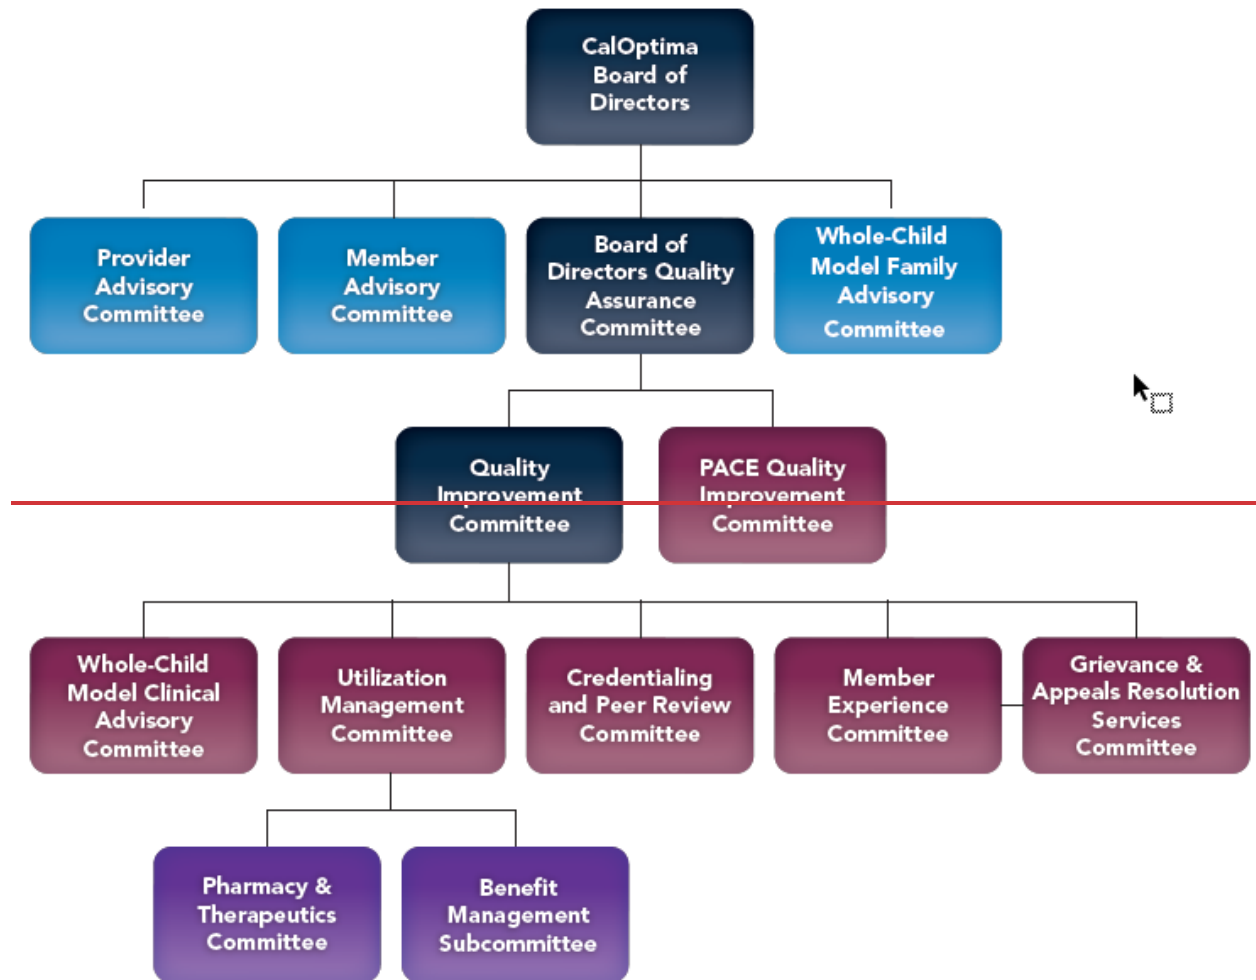 CalOptima
Board of
Directors
Provider
Advisory
Committee
Member
Advisory
Committee
Board of
Directors Quality
Assurance
Committee
Whole-Child
Model Family
Advisory
Committee
Quality
Improvement
Committee
PACE Quality
Improvement
Committee
Whole-Child
Model Clinical
Advisory
Committee
Utilization
Management
Committee
Credentialing
and Peer Review
Committee
Member
Experience
Committee
Grievance &
Appeals Resolution
Services
Committee
Pharmacy &
Therapeutics
Committee
Benefit
Management
Subcommittee